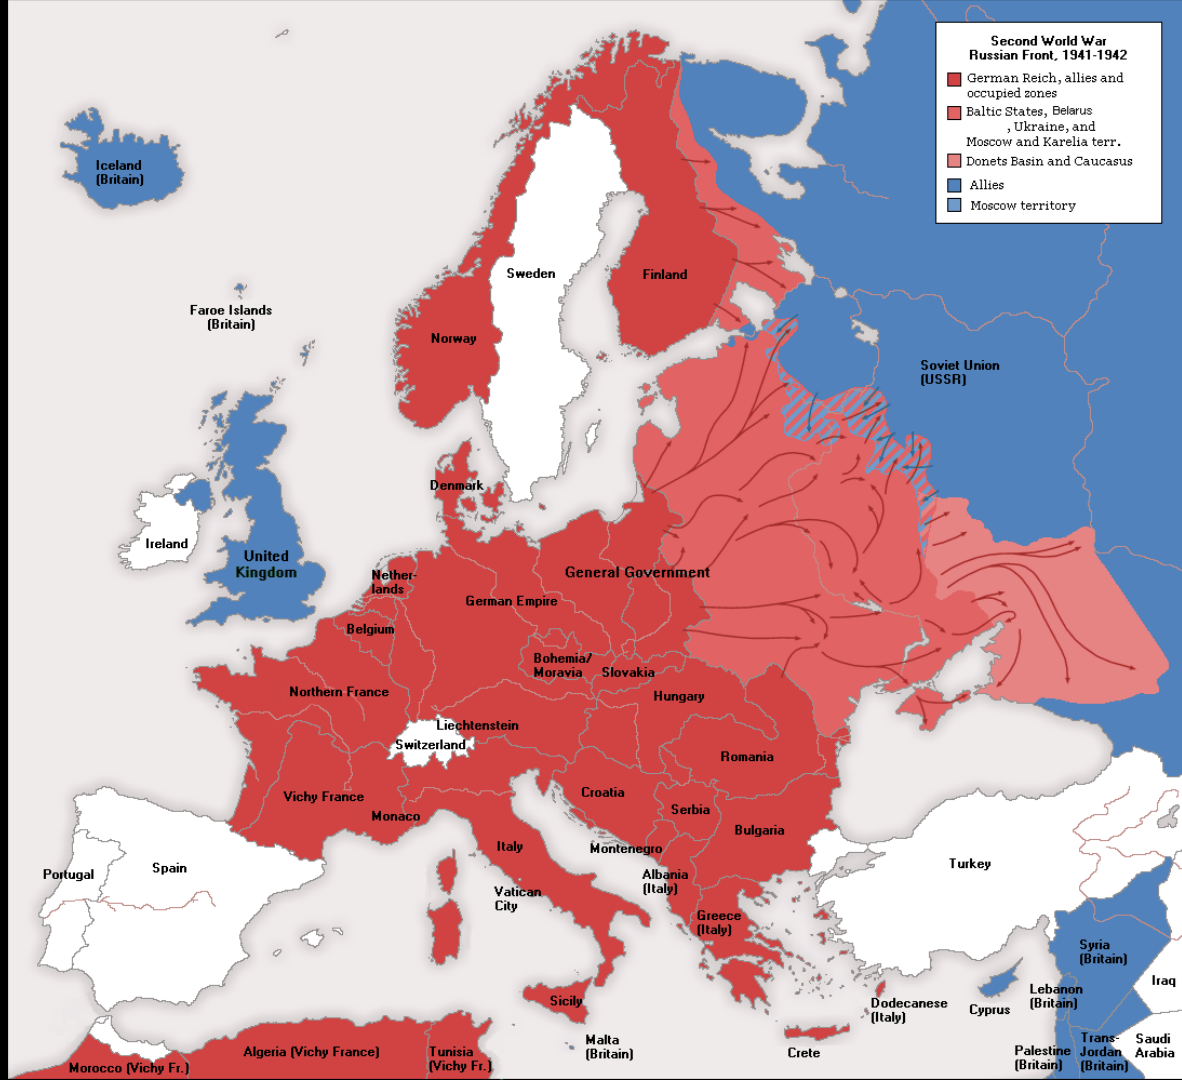 Second World War
Russian Front, 1941-1942
German Reich, allies and
occupied zones
Baltic States, Belarus
, Ukraine, and
Moscow and Karelia terr.
Donets Basin and Caucasus
Allies
Moscow territory
Iceland
(Britain)
Faroe Islands
(Britain)
Sweden
Finland
Norway
Soviet Union
(USSR)
Denmark
Ireland
United
Kingdom
Nether-
lands
General Government
German Empire
Belgium
Bohemia/
Moravia
Slovakia
Northern France
Hungary
Liechtenstein
Switzerland
Romania
Vichy France
Croatia
Monaco
Serbia
Bulgaria
Italy
Montenegro
Portugal
Spain
Turkey
Albania
(Italy)
Vatican
City
Greece
(Italy)
Syria
(Britain)
Iraq
Lebanon
(Britain)
Sicily
Dodecanese
(Italy)
Cyprus
Malta
(Britain)
Crete
Palestine
(Britain)
Trans-
Jordan
(Britain)
Saudi
Arabia
Morocco (Vichy Fr.)
Algeria (Vichy France)
Tunisia
(Vichy Fr.)